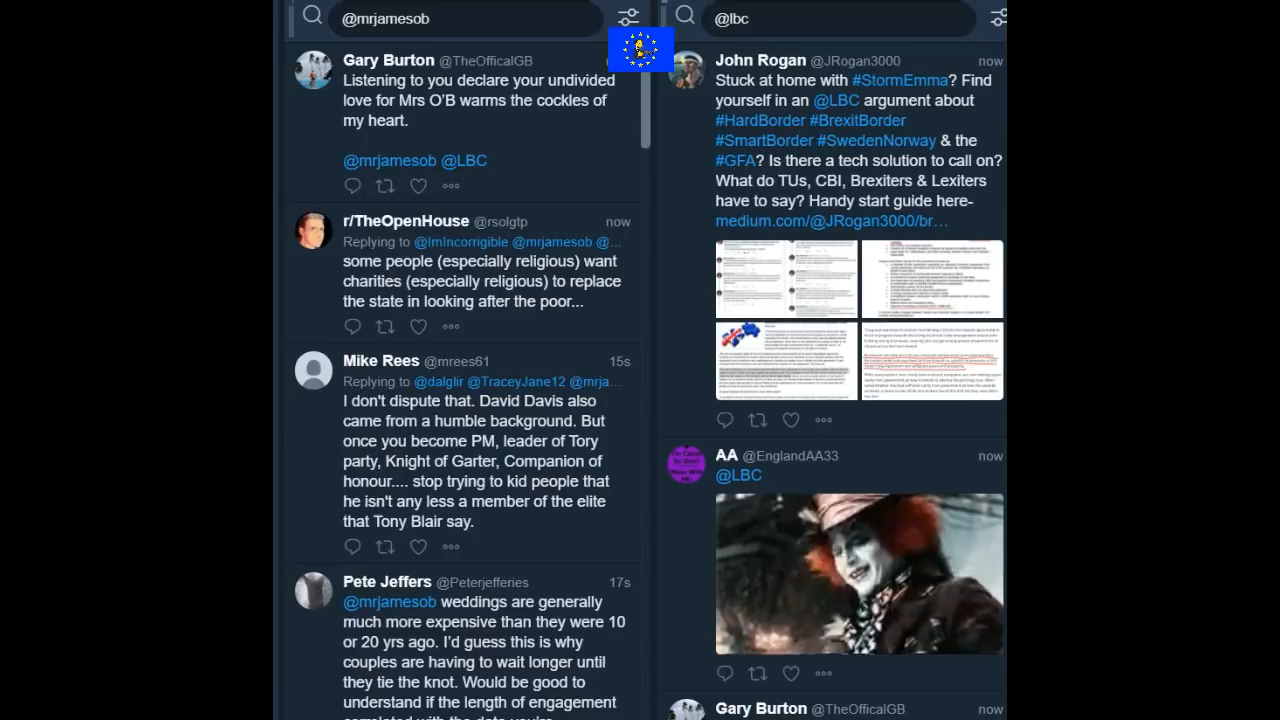 @mrjamesob
Gary Burton @TheOfficalGB
Listening to you declare your undivided
love for Mrs O'B warms the cockles of
my heart.
@mrjamesob @LBC
r/TheOpenHouse @rsolgtp now
Replying to @ImIncorrigible @mrjamesob @...
some people (especially religious) want
charities (especially theirs) to replace
the state in looking after the poor...
Mike Rees @mrees61 15s
Replying to @dalglir @TraceyJane12 @mrja...
I don't dispute that. David Davis also
came from a humble background. But
once you become PM, leader of Tory
party, Knight of Garter, Companion of
honour.... stop trying to kid people that
he isn't any less a member of the elite
that Tony Blair say.
Pete Jeffers @Peterjefferies 17s
@mrjamesob weddings are generally
much more expensive than they were 10
or 20 yrs ago. I'd guess this is why
couples are having to wait longer until
they tie the knot. Would be good to
understand if the length of engagement
@lbc
John Rogan @JRogan3000 now
Stuck at home with #StormEmma? Find
yourself in an @LBC argument about
#HardBorder #BrexitBorder
#SmartBorder #SwedenNorway & the
#GFA? Is there a tech solution to call on?
What do TUs, CBI, Brexiters & Lexiters
have to say? Handy start guide here-
medium.com/@JRogan3000/br...
AA @EnglandAA33 now
@LBC
Gary Burton @TheOfficalGB now